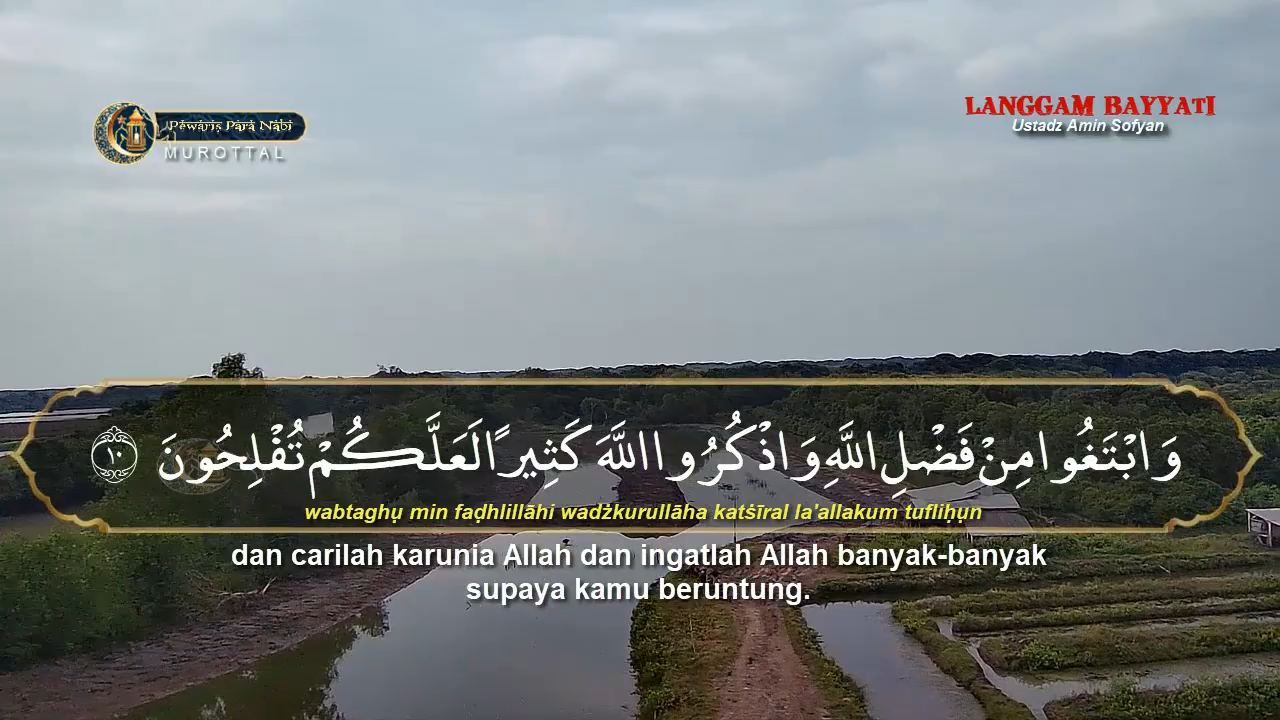 Pewaris Para Nabi
MUROTTAL
LANGGAM BAYYATI
Ustadz Amin Sofyan
وَابْتَغُوا مِنْ فَضْلِ اللَّهِ وَاذْكُرُوا اللَّهَ كَثِيرًا لَعَلَّكُمْ تُفْلِحُونَ ١٠
wabtaghụ min faḍhlillāhi wadżkurullāha katṡīral la'allakum tufliḥụn
dan carilah karunia Allah dan ingatlah Allah banyak-banyak
supaya kamu beruntung.